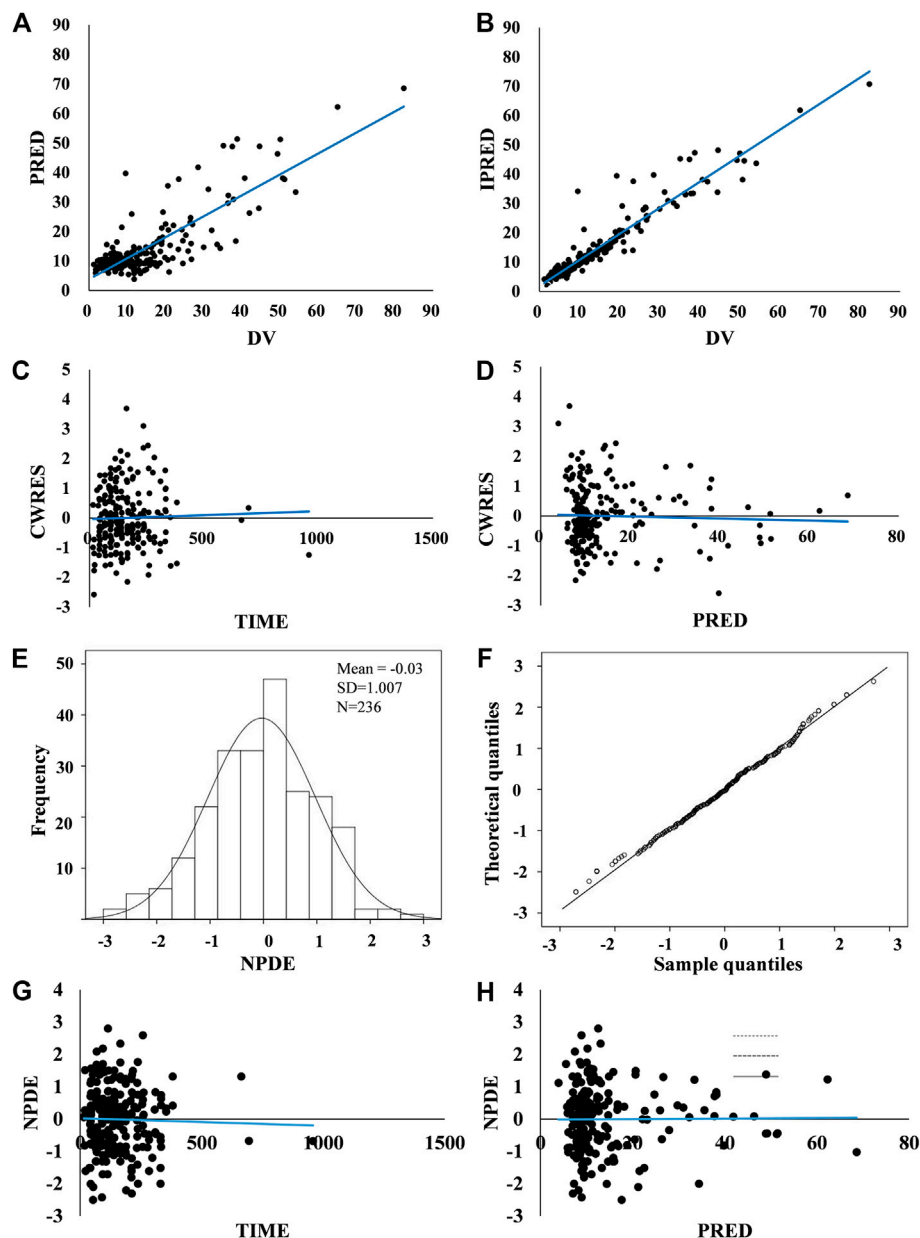 A
90
80
70
60
50
40
30
20
10
0
PRED
0 10 20 30 40 50 60 70 80 90
DV
B
90
80
70
60
50
40
30
20
10
0
IPRED
0 10 20 30 40 50 60 70 80 90
DV
C
5
4
3
2
1
0
-1
-2
-3
CWRES
0 500 1000 1500
TIME
D
5
4
3
2
1
0
-1
-2
-3
CWRES
0 20 40 60 80
PRED
E
50
40
30
20
10
Frequency
Mean = -0.03
SD=1.007
N=236
-3 -2 -1 0 1 2 3
NPDE
F
3
2
1
0
-1
-2
-3
Theoretical quantiles
-3 -2 -1 0 1 2 3
Sample quantiles
G
4
3
2
1
0
-1
-2
-3
NPDE
0 500 1000 1500
TIME
H
4
3
2
1
0
-1
-2
-3
NPDE
0 20 40 60 80
PRED